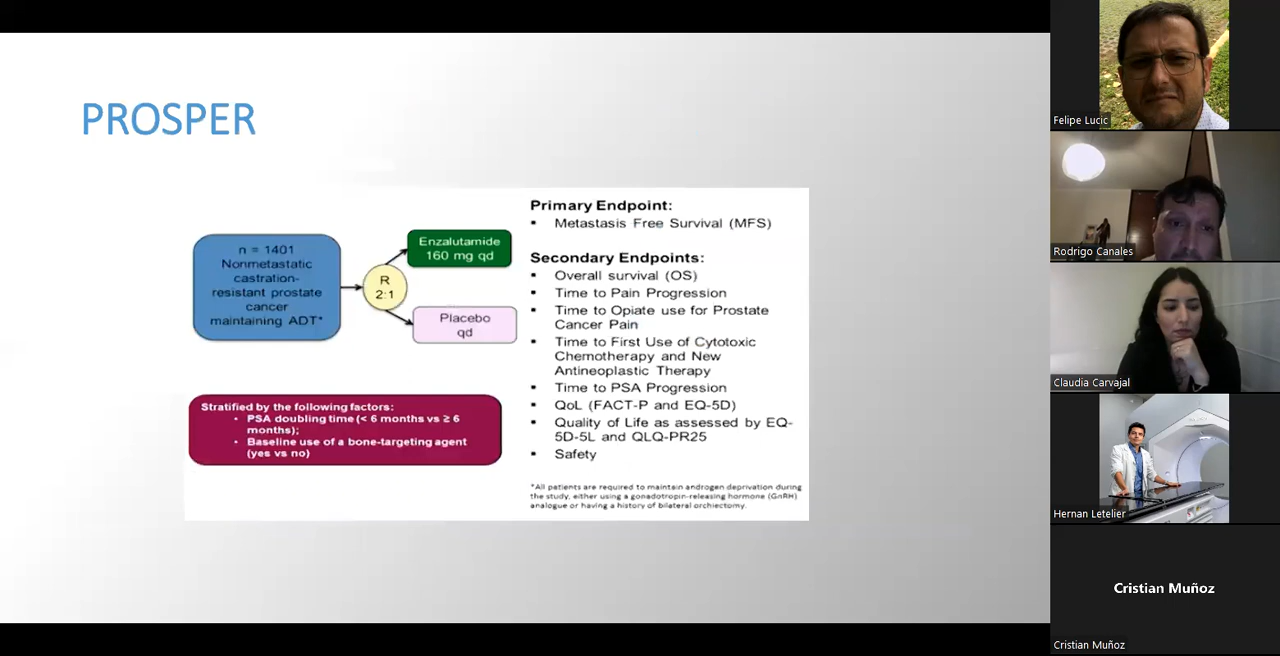 PROSPER
n = 1401
Nonmetastatic
castration-
resistant prostate
cancer
maintaining ADT*
R
2:1
Enzalutamide
160 mg qd
Placebo
qd
Stratified by the following factors:
• PSA doubling time (< 6 months vs ≥ 6
months);
• Baseline use of a bone-targeting agent
(yes vs no)
Primary Endpoint:
▪ Metastasis Free Survival (MFS)
Secondary Endpoints:
▪ Overall survival (OS)
▪ Time to Pain Progression
▪ Time to Opiate use for Prostate
Cancer Pain
▪ Time to First Use of Cytotoxic
Chemotherapy and New
Antineoplastic Therapy
▪ Time to PSA Progression
▪ QoL (FACT-P and EQ-5D)
▪ Quality of Life as assessed by EQ-
5D-5L and QLQ-PR25
▪ Safety
*All patients are required to maintain androgen deprivation during
the study, either using a gonadotropin-releasing hormone (GnRH)
analogue or having a history of bilateral orchiectomy.
Felipe Lucic
Rodrigo Canales
Claudia Carvajal
Hernan Letelier
Cristian Muñoz
Cristian Muñoz